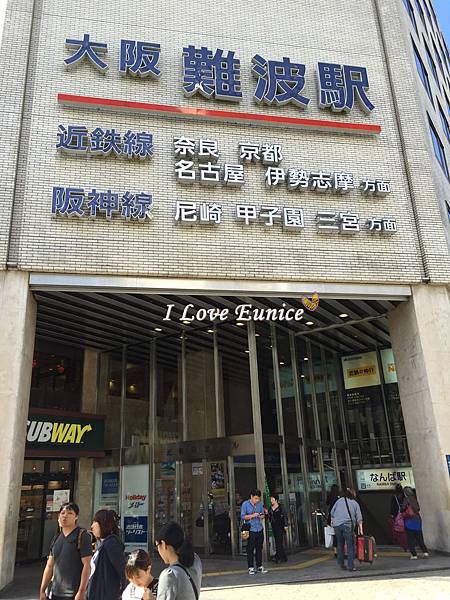 大阪難波駅
近鉄線 奈良 京都
名古屋 伊勢志摩 方面
阪神線 尼崎 甲子園 三宮 方面
I Love Eunice
SUBWAY
Holiday
なんば駅